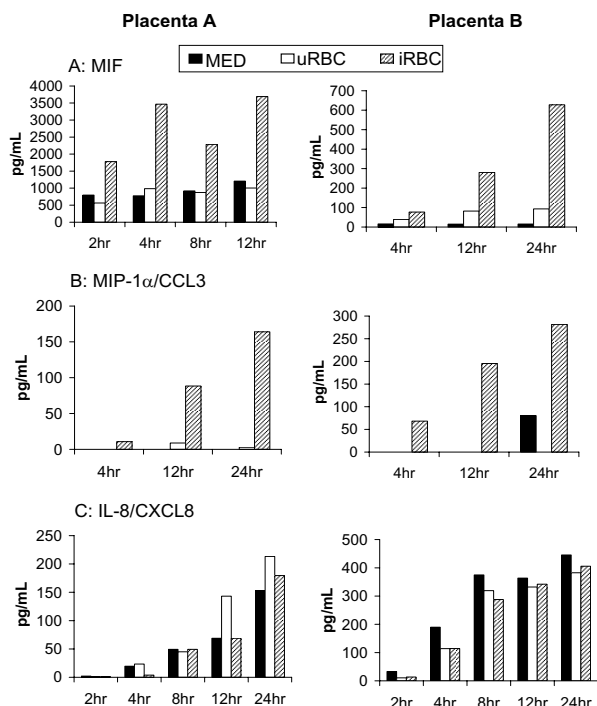 Placenta A Placenta B
MED uRBC iRBC
A: MIF
pg/mL
4000
3500
3000
2500
2000
1500
1000
500
0
2hr 4hr 8hr 12hr
pg/mL
700
600
500
400
300
200
100
0
4hr 12hr 24hr
B: MIP-1α/CCL3
pg/mL
200
150
100
50
0
4hr 12hr 24hr
pg/mL
300
250
200
150
100
50
0
4hr 12hr 24hr
C: IL-8/CXCL8
pg/mL
250
200
150
100
50
0
2hr 4hr 8hr 12hr 24hr
pg/mL
500
400
300
200
100
0
2hr 4hr 8hr 12hr 24hr